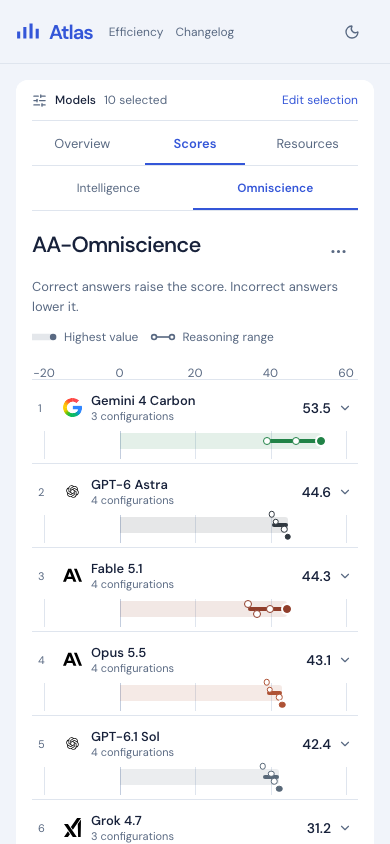 Atlas Efficiency Changelog
Models 10 selected Edit selection
Overview Scores Resources
Intelligence Omniscience
AA-Omniscience
...
Correct answers raise the score. Incorrect answers
lower it.
Highest value Reasoning range
-20 0 20 40 60
1 Gemini 4 Carbon 53.5
3 configurations
2 GPT-6 Astra 44.6
4 configurations
3 Fable 5.1 44.3
4 configurations
4 Opus 5.5 43.1
4 configurations
5 GPT-6.1 Sol 42.4
4 configurations
6 Grok 4.7 31.2
3 configurations